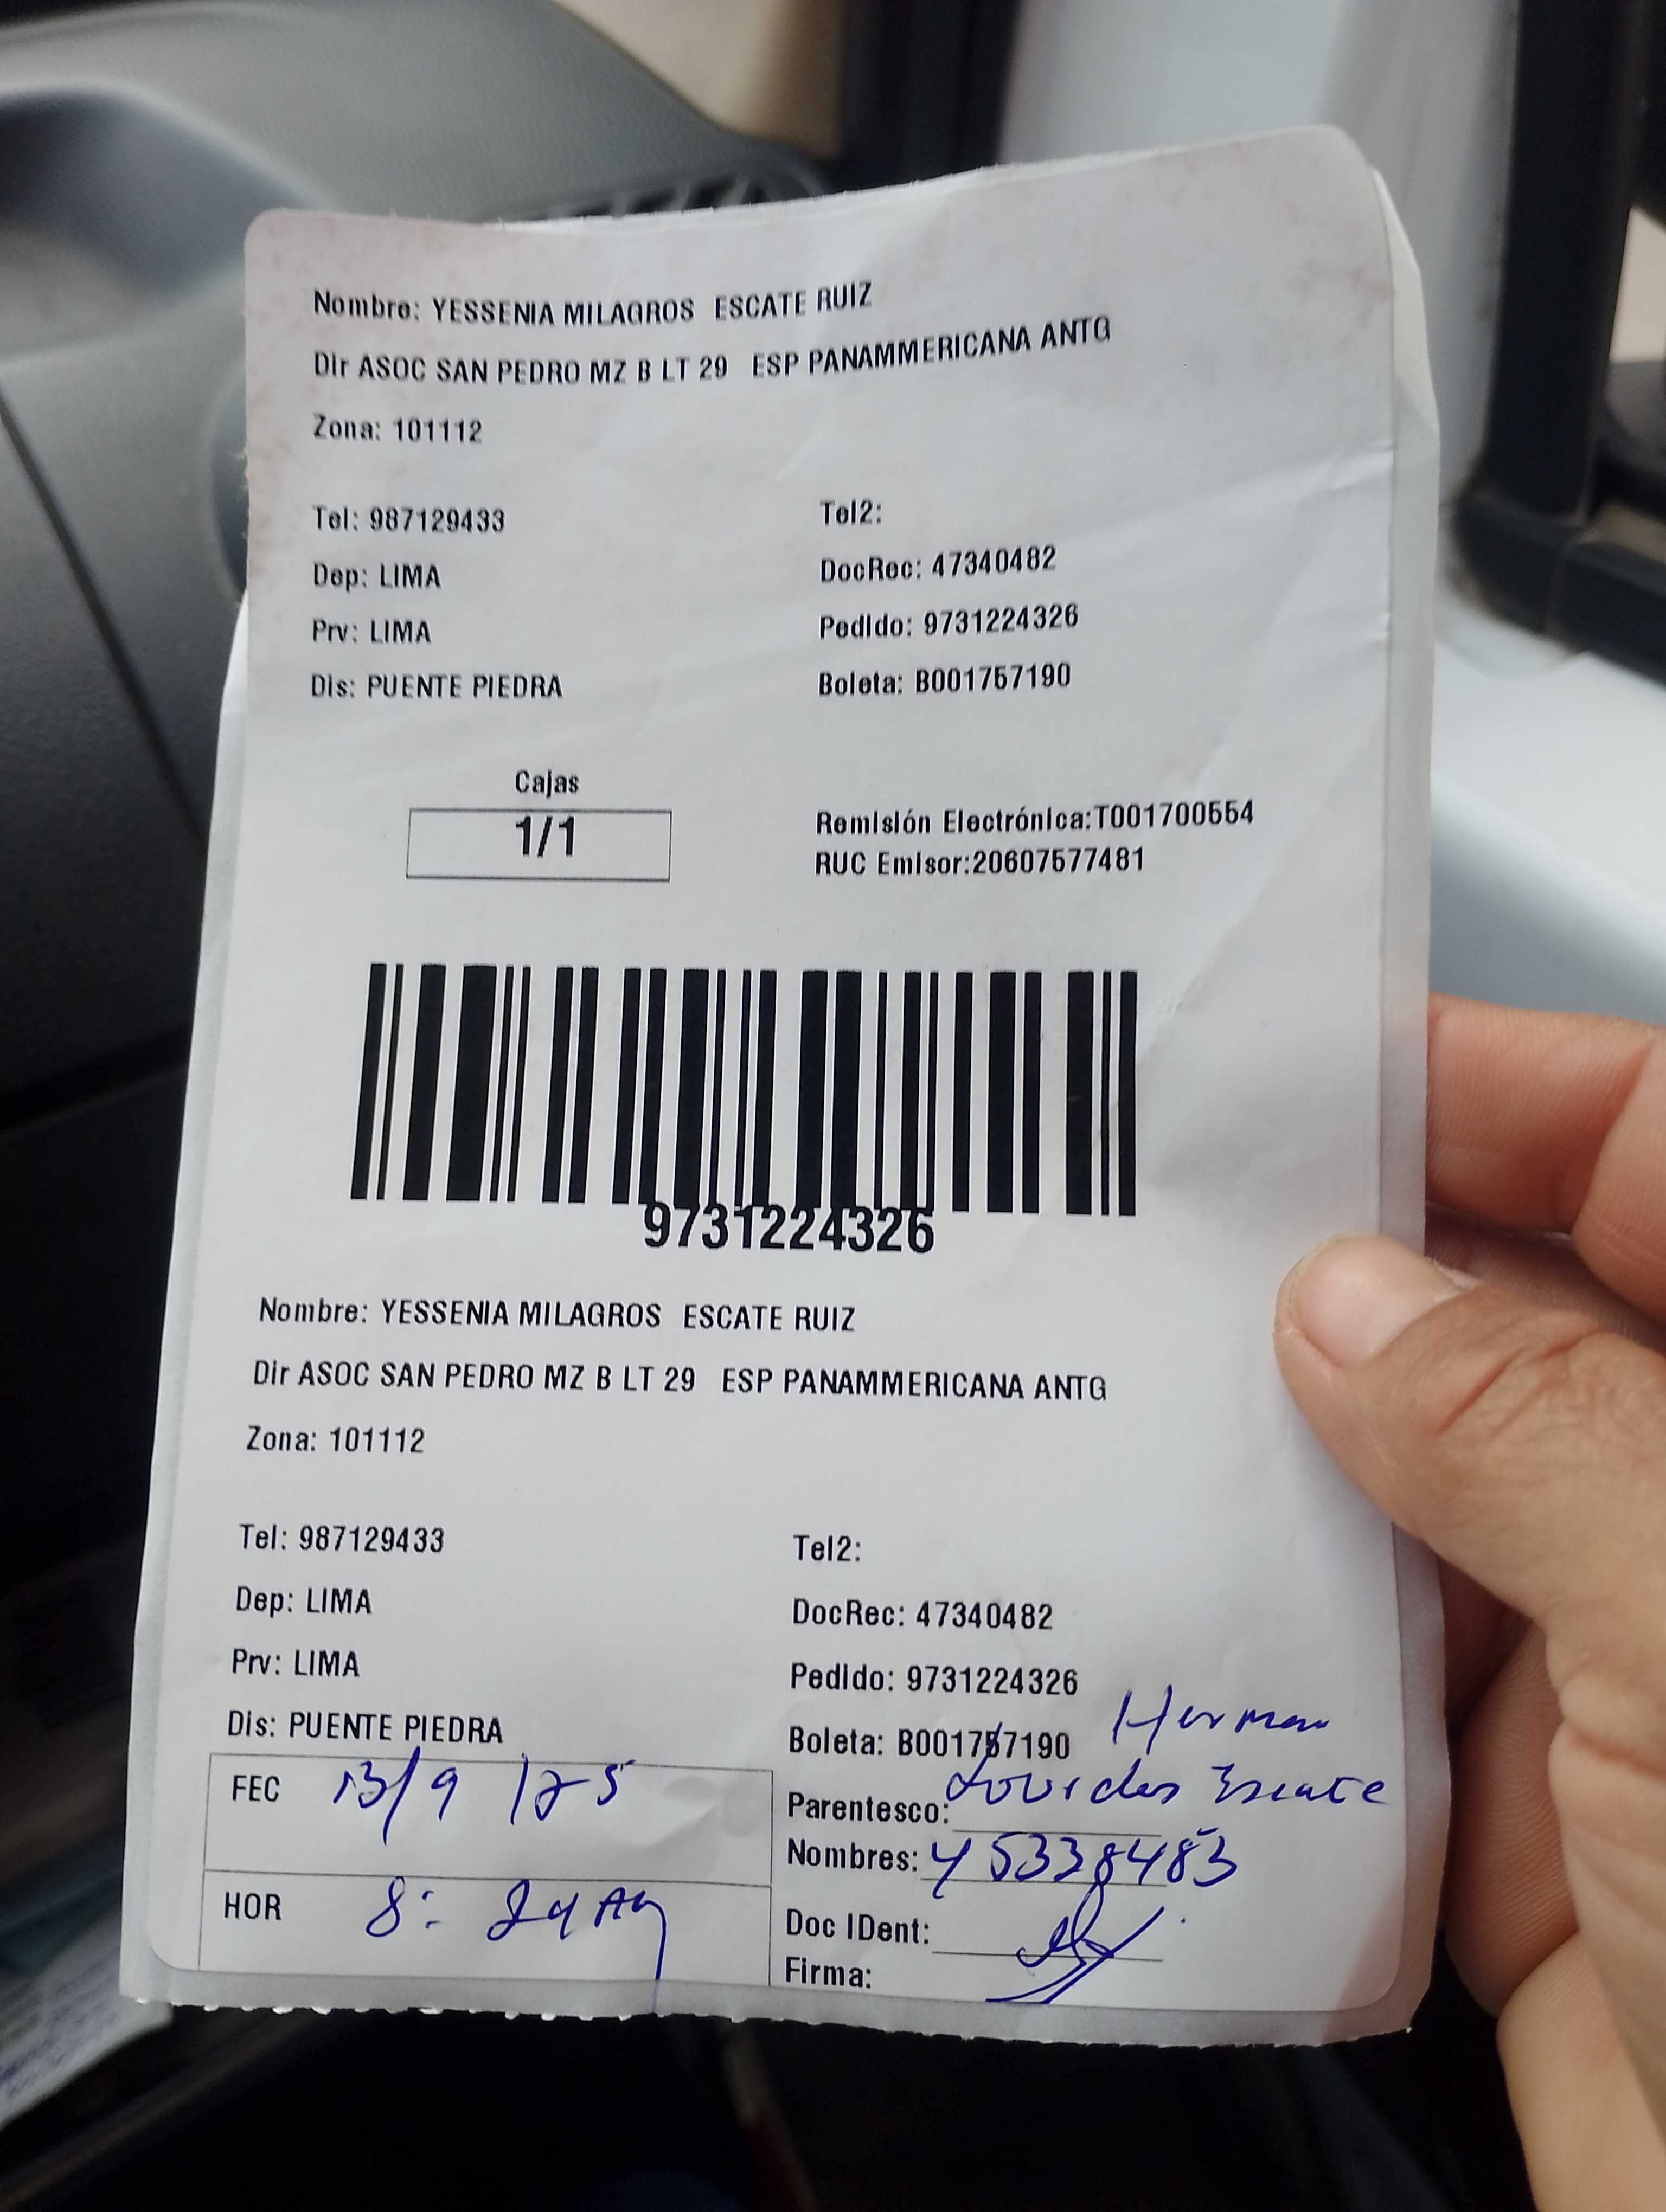 Nombre: YESSENIA MILAGROS ESCATE RUIZ
Dir ASOC SAN PEDRO MZ B LT 29 ESP PANAMMERICANA ANTG
Zona: 101112
Tel: 987129433 Tel2:
Dep: LIMA DocRec: 47340482
Prv: LIMA Pedido: 9731224326
Dis: PUENTE PIEDRA Boleta: B001757190
Cajas
1/1
Remisión Electrónica:T001700554
RUC Emisor:20607577481
9731224326
Nombre: YESSENIA MILAGROS ESCATE RUIZ
Dir ASOC SAN PEDRO MZ B LT 29 ESP PANAMMERICANA ANTG
Zona: 101112
Tel: 987129433 Tel2:
Dep: LIMA DocRec: 47340482
Prv: LIMA Pedido: 9731224326
Dis: PUENTE PIEDRA Boleta: B001757190
FEC 13/9/25
Parentesco: Lourdes Escate
Nombres: 45338483
HOR
Doc IDent:
Firma: